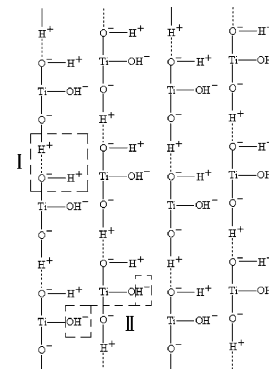 H⁺ O⁻—H⁺ H⁺ O⁻—H⁺
O⁻—H⁺ Ti—OH⁻ O⁻—H⁺ Ti—OH⁻
Ti—OH⁻ O⁻ Ti—OH⁻ O⁻
O⁻ H⁺ O⁻ H⁺
I H⁺ O⁻—H⁺ H⁺ O⁻—H⁺
O⁻—H⁺ Ti—OH⁻ O⁻—H⁺ Ti—OH⁻
Ti—OH⁻ O⁻ Ti—OH⁻ O⁻
O⁻ H⁺ O⁻ H⁺
H⁺ O⁻—H⁺ H⁺ O⁻—H⁺
O⁻—H⁺ Ti—OH⁻ O⁻—H⁺ Ti—OH⁻
Ti—OH⁻ O⁻ II Ti—OH⁻ O⁻
O⁻ H⁺ O⁻ H⁺